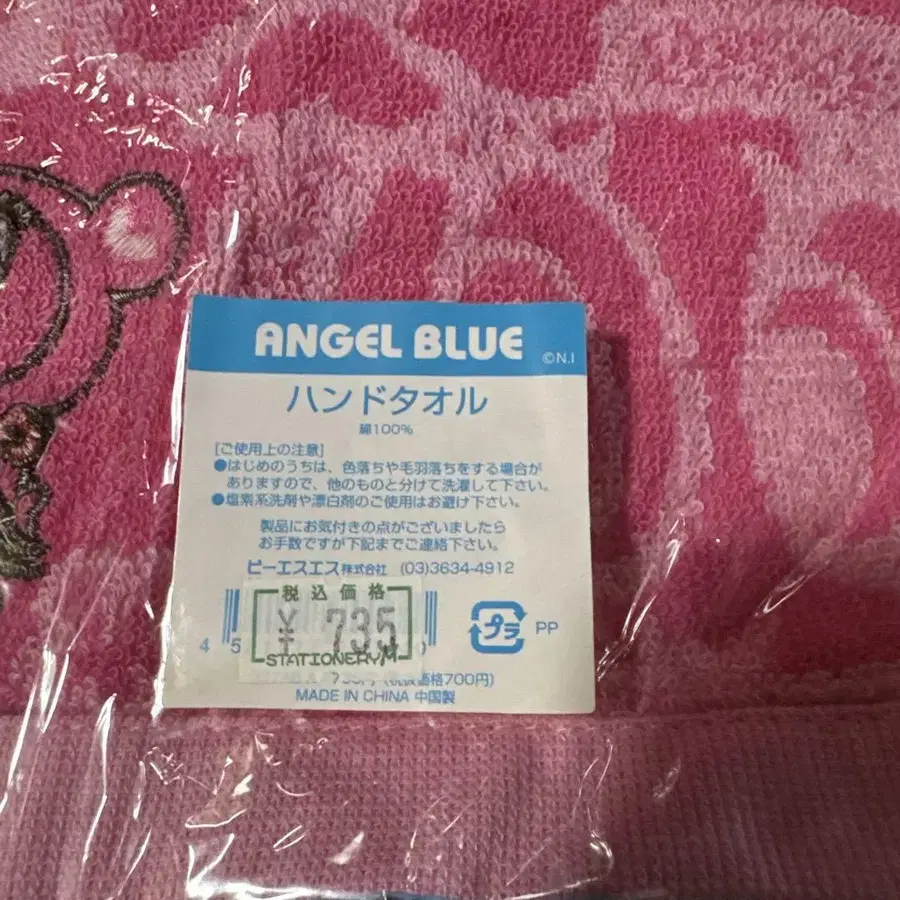 ANGEL BLUE
©N.I
ハンドタオル
綿100%
[ご使用上の注意]
●はじめのうちは、色落ちや毛羽落ちをする場合が
ありますので、他のものと分けて洗濯して下さい。
●塩素系洗剤や漂白剤のご使用はお避け下さい。
製品にお気付きの点がございましたら
お手数ですが下記までご連絡下さい。
ピーエスエス株式会社 (03)3634-4912
税込価格
¥ 735
STATIONERY M
45
0
プラ PP
(税抜価格700円)
MADE IN CHINA 中国製